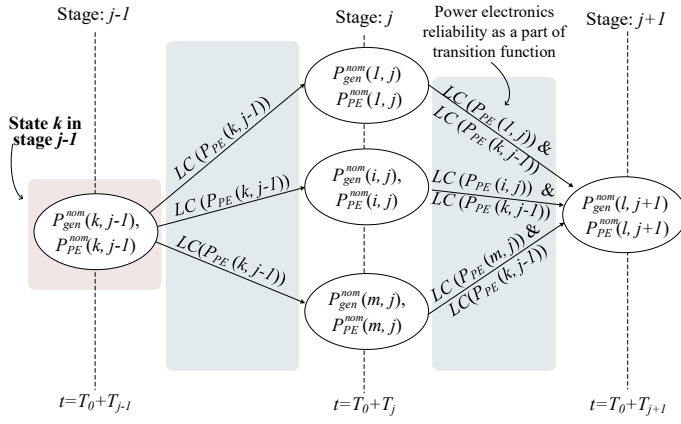 Stage: j-1
Stage: j
Power electronics
reliability as a part of
transition function
Stage: j+1
State k in
stage j-1
P_gen^nom(k, j-1),
P_PE^nom(k, j-1)
LC (P_PE (k, j-1))
LC (P_PE (k, j-1))
LC(P_PE (k, j-1))
P_gen^nom(1, j)
P_PE^nom(1, j)
P_gen^nom(i, j),
P_PE^nom(i, j)
P_gen^nom(m, j),
P_PE^nom(m, j)
LC (P_PE (1, j)) &
LC (P_PE (k, j-1))
LC (P_PE (i, j)) &
LC (P_PE (k, j-1))
LC (P_PE (m, j)) &
LC(P_PE (k, j-1))
P_gen^nom(l, j+1)
P_PE^nom(l, j+1)
t=T_0+T_j-1
t=T_0+T_j
t=T_0+T_j+1